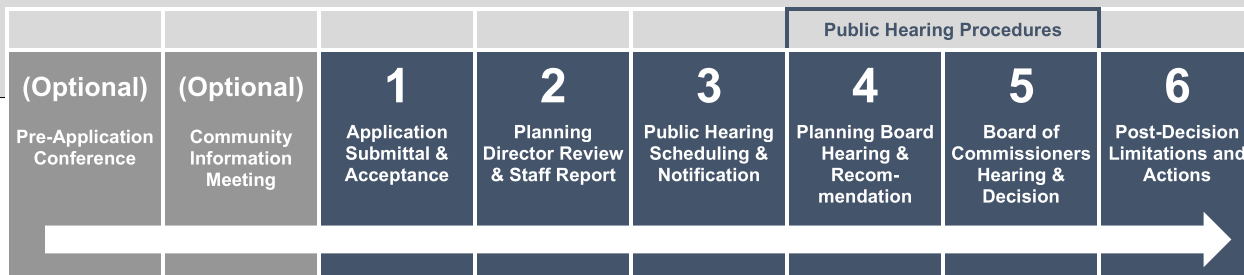 Public Hearing Procedures
(Optional)
Pre-Application
Conference
(Optional)
Community
Information
Meeting
1
Application
Submittal &
Acceptance
2
Planning
Director Review
& Staff Report
3
Public Hearing
Scheduling &
Notification
4
Planning Board
Hearing &
Recom-
mendation
5
Board of
Commissioners
Hearing &
Decision
6
Post-Decision
Limitations and
Actions